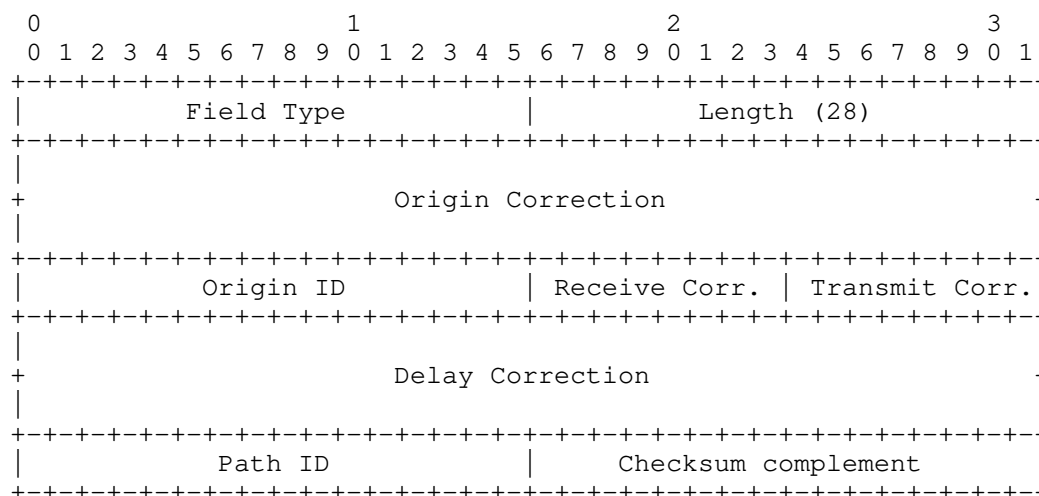 0                   1                   2                   3
0 1 2 3 4 5 6 7 8 9 0 1 2 3 4 5 6 7 8 9 0 1 2 3 4 5 6 7 8 9 0 1
Field Type Length (28)
Origin Correction
Origin ID Receive Corr. Transmit Corr.
Delay Correction
Path ID Checksum complement